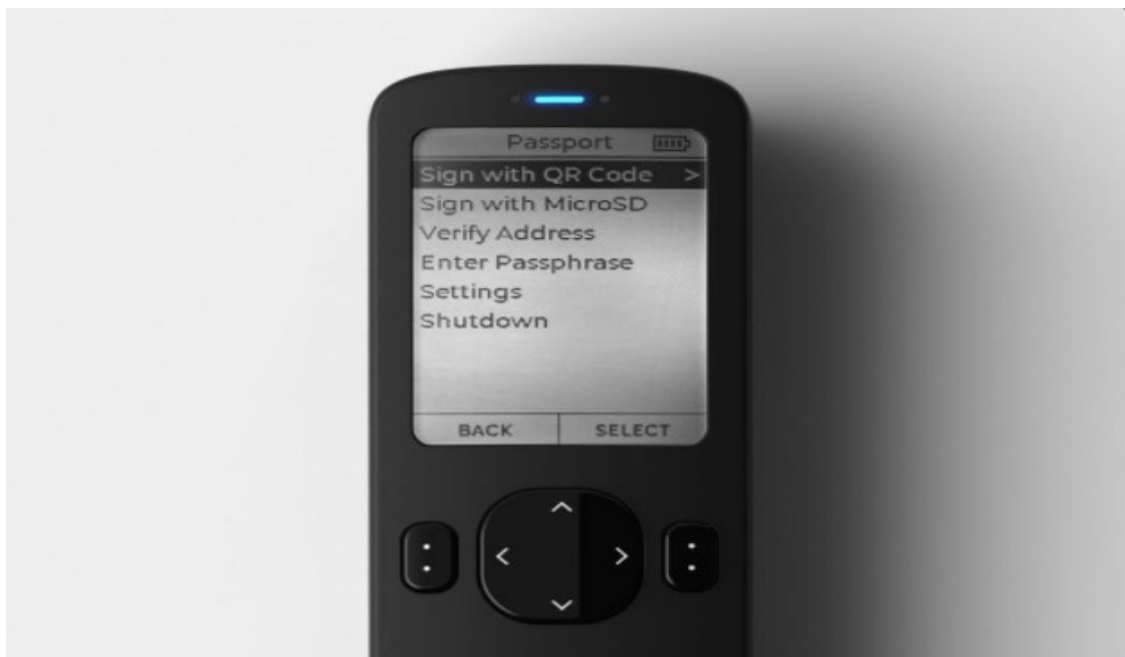 Passport
Sign with QR Code >
Sign with MicroSD
Verify Address
Enter Passphrase
Settings
Shutdown
BACK SELECT